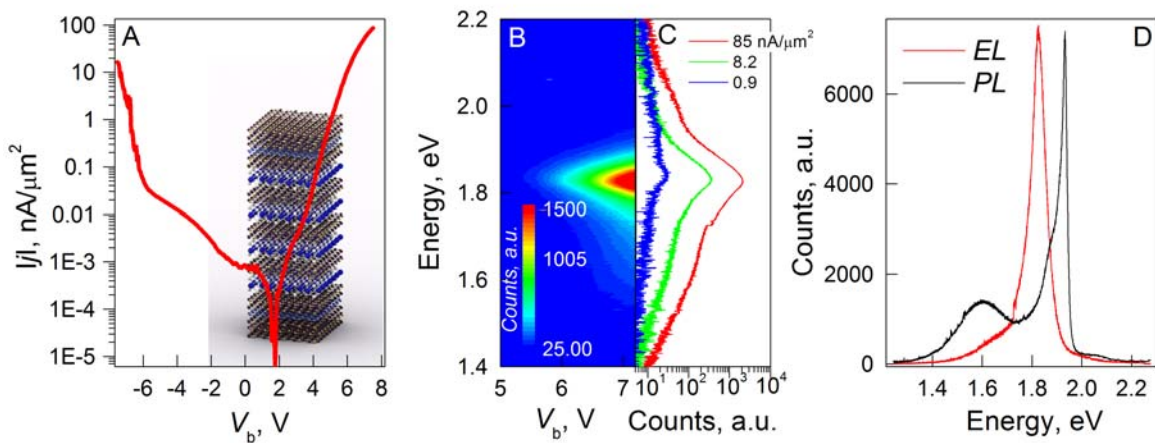 A
|j|, nA/μm²
100
10
1
0.1
0.01
1E-3
1E-4
1E-5
-6 -4 -2 0 2 4 6 8
V_b, V
B
Energy, eV
2.2
2.0
1.8
1.6
1.4
Counts, a.u.
1500
1005
25.00
5 6 7
V_b, V
C
85 nA/μm²
8.2
0.9
10¹ 10² 10³ 10⁴
Counts, a.u.
D
EL
PL
Counts, a.u.
6000
4000
2000
0
1.4 1.6 1.8 2.0 2.2
Energy, eV